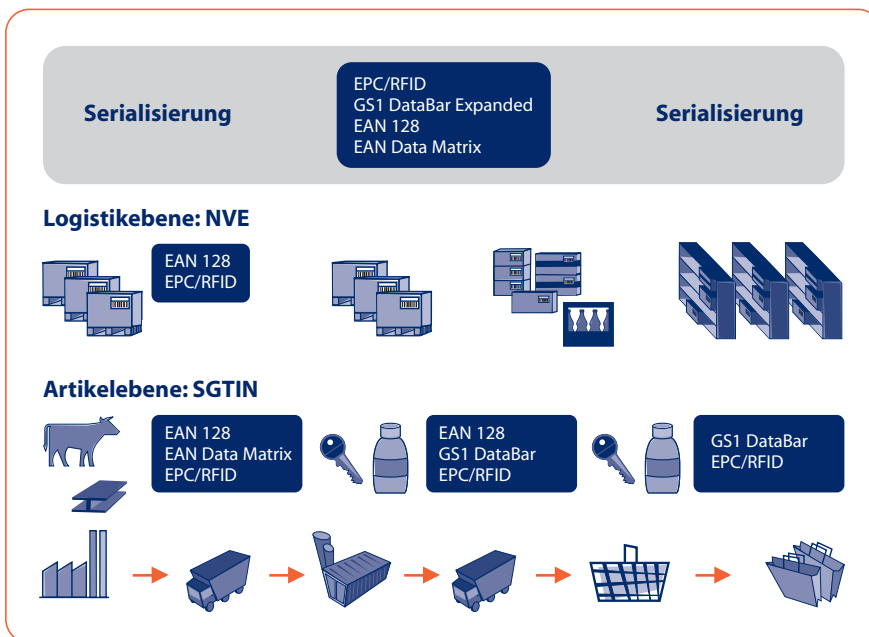 Serialisierung
EPC/RFID
GS1 DataBar Expanded
EAN 128
EAN Data Matrix
Serialisierung
Logistikebene: NVE
EAN 128
EPC/RFID
Artikelebene: SGTIN
EAN 128
EAN Data Matrix
EPC/RFID
EAN 128
GS1 DataBar
EPC/RFID
GS1 DataBar
EPC/RFID